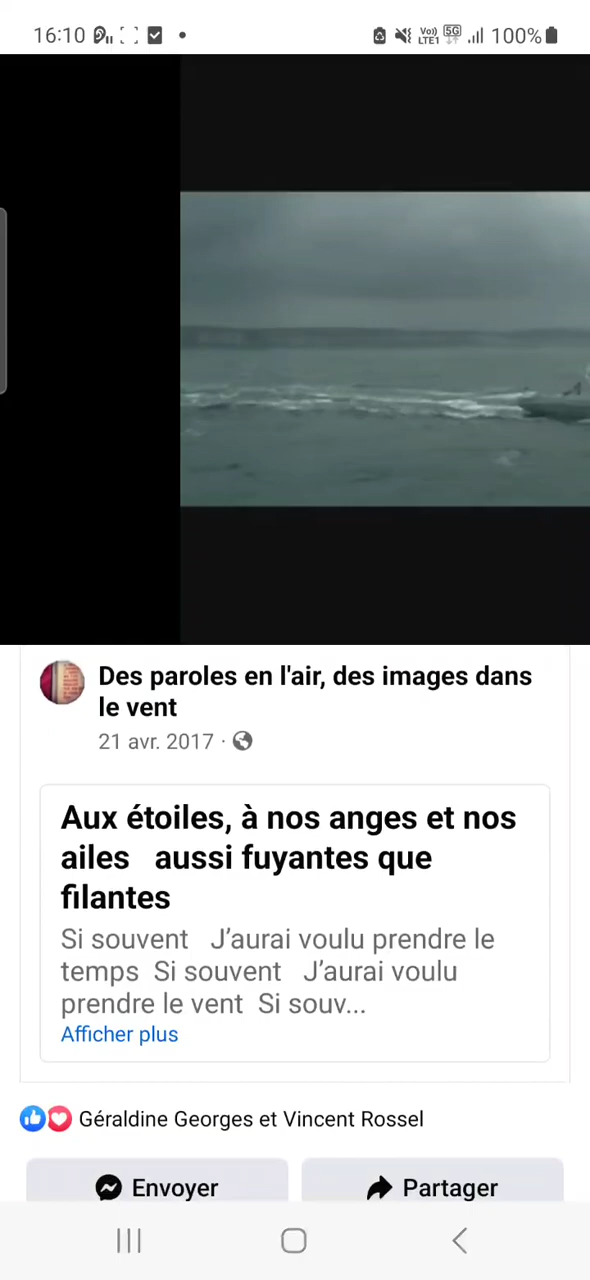 16:10
Vo)) LTE1 5G 100%
Des paroles en l'air, des images dans
le vent
21 avr. 2017 ·
Aux étoiles, à nos anges et nos
ailes   aussi fuyantes que
filantes
Si souvent   J’aurai voulu prendre le
temps  Si souvent   J’aurai voulu
prendre le vent  Si souv...
Afficher plus
Géraldine Georges et Vincent Rossel
Envoyer
Partager